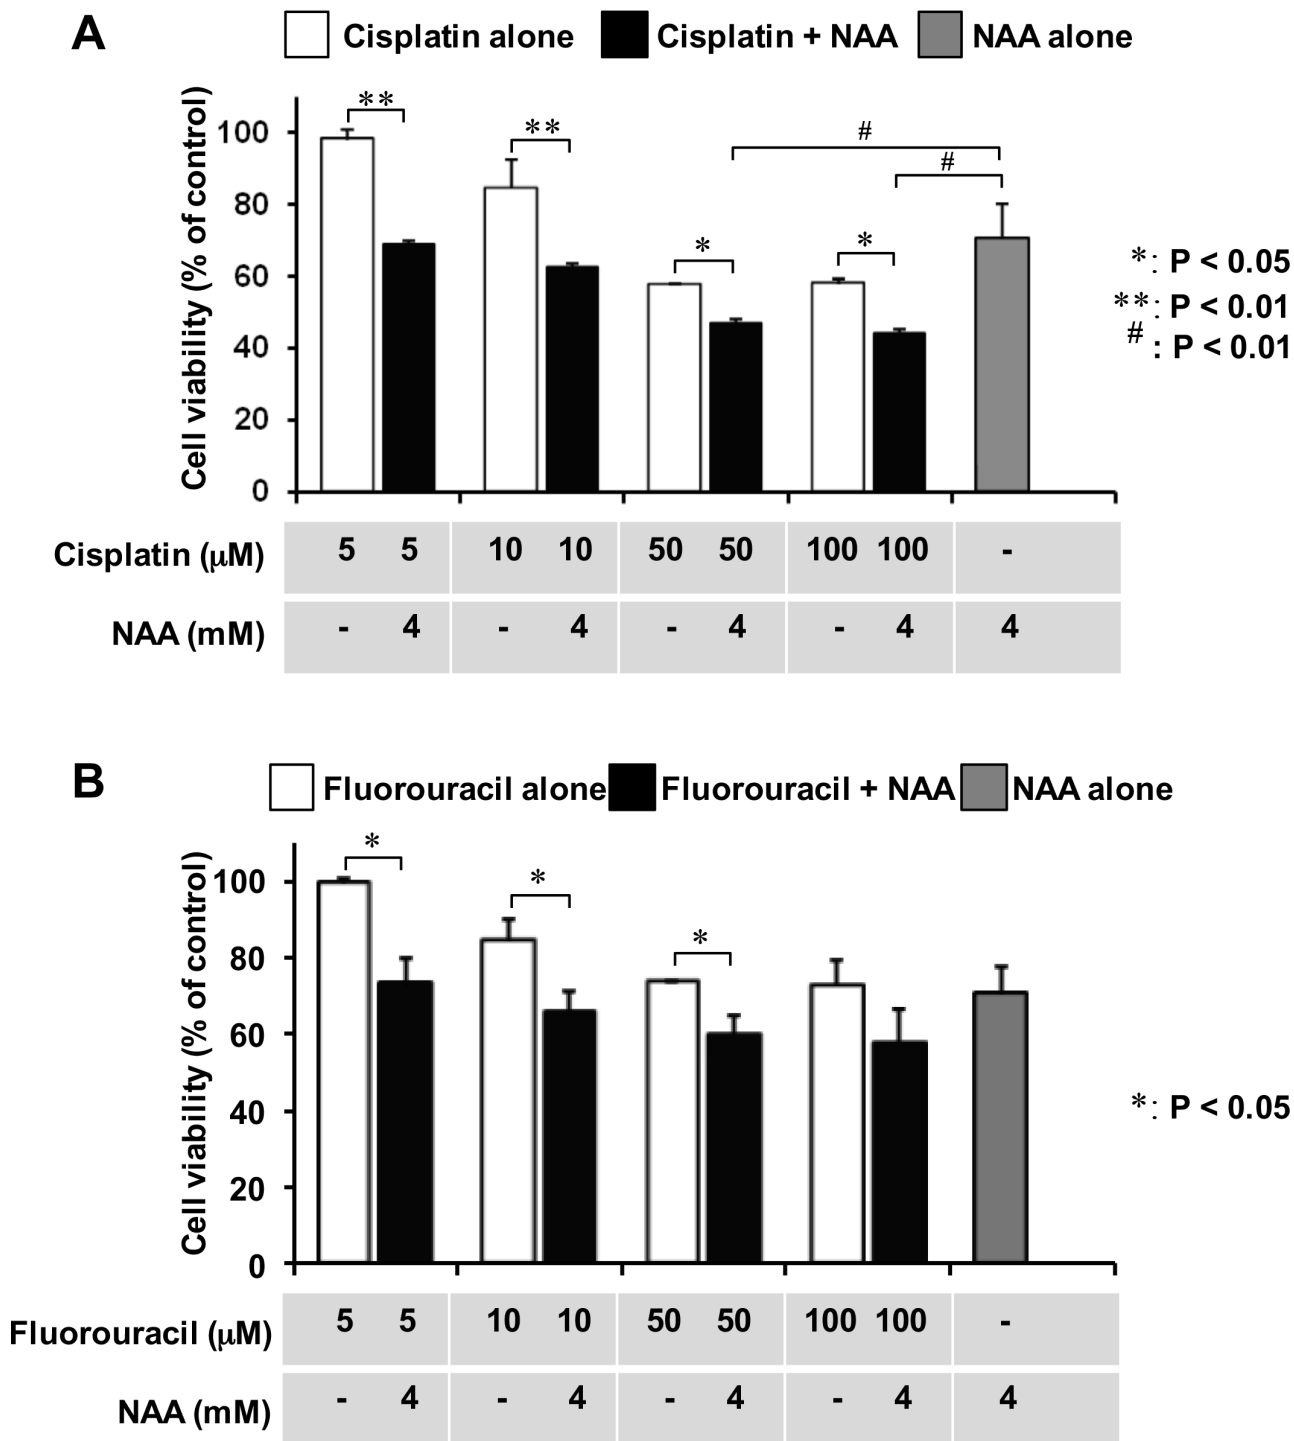 A
Cisplatin alone Cisplatin + NAA NAA alone
Cell viability (% of control)
100
80
60
40
20
0
** ** * * # #
*: P < 0.05
**: P < 0.01
# : P < 0.01
Cisplatin (μM) 5 5 10 10 50 50 100 100 -
NAA (mM) - 4 - 4 - 4 - 4 4
B
Fluorouracil alone Fluorouracil + NAA NAA alone
Cell viability (% of control)
100
80
60
40
20
0
* * *
*: P < 0.05
Fluorouracil (μM) 5 5 10 10 50 50 100 100 -
NAA (mM) - 4 - 4 - 4 - 4 4